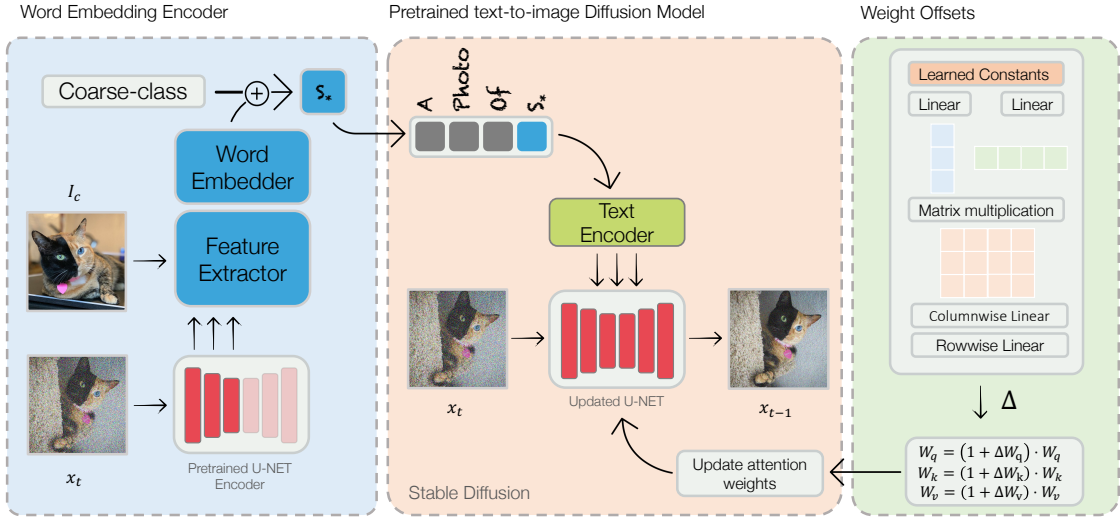 Word Embedding Encoder
Coarse-class
+
S*
Word
Embedder
I_c
Feature
Extractor
x_t
Pretrained U-NET
Encoder
Pretrained text-to-image Diffusion Model
A
Photo
Of
S*
Text
Encoder
x_t
Updated U-NET
x_{t-1}
Update attention
weights
Stable Diffusion
Weight Offsets
Learned Constants
Linear
Linear
Matrix multiplication
Columnwise Linear
Rowwise Linear
Δ
W_q = (1 + ΔW_q) · W_q
W_k = (1 + ΔW_k) · W_k
W_v = (1 + ΔW_v) · W_v